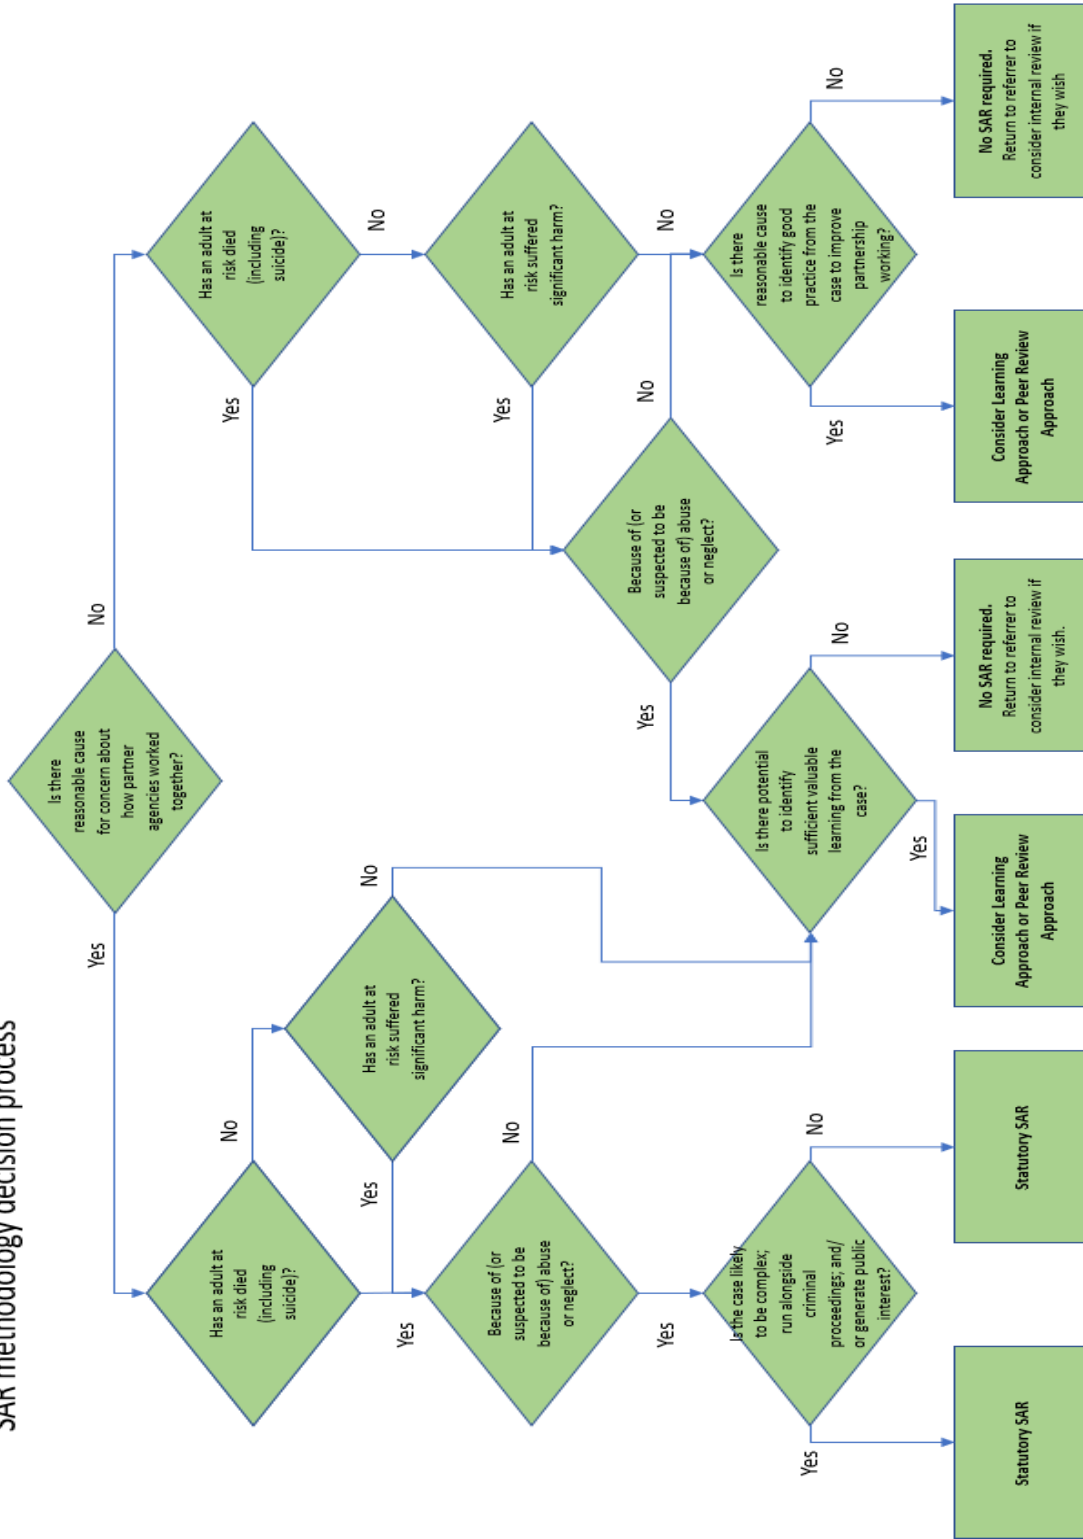 SAR methodology decision process
Is there
reasonable cause
for concern about
how partner
agencies worked
together?
Yes
No
Has an adult at
risk died
(including
suicide)?
No
Yes
Has an adult at
risk suffered
significant harm?
Yes
No
Because of (or
suspected to be
because of) abuse
or neglect?
No
Yes
Is the case likely
to be complex;
run alongside
criminal
proceedings; and/
or generate public
interest?
Yes
No
Has an adult at
risk died
(including
suicide)?
Yes
No
Has an adult at
risk suffered
significant harm?
Yes
No
Because of (or
suspected to be
because of) abuse
or neglect?
Yes
No
Is there potential
to identify
sufficient valuable
learning from the
case?
Yes
No
Is there
reasonable cause
to identify good
practice from the
case to improve
partnership
working?
Yes
No
Statutory SAR
Statutory SAR
Consider Learning
Approach or Peer Review
Approach
No SAR required.
Return to referrer to
consider internal review if
they wish.
Consider Learning
Approach or Peer Review
Approach
No SAR required.
Return to referrer to
consider internal review if
they wish